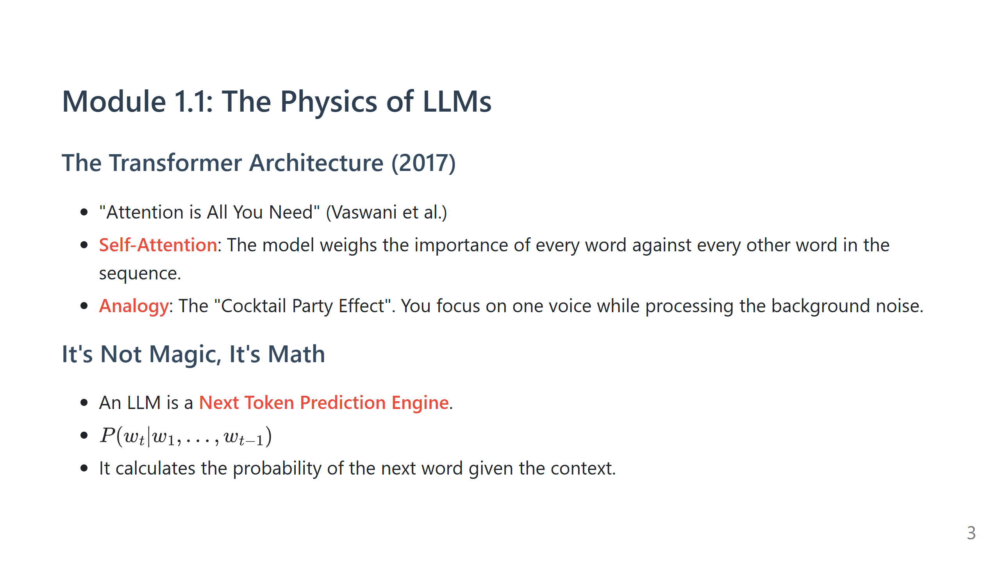 Module 1.1: The Physics of LLMs
The Transformer Architecture (2017)
• "Attention is All You Need" (Vaswani et al.)
• Self-Attention: The model weighs the importance of every word against every other word in the
sequence.
• Analogy: The "Cocktail Party Effect". You focus on one voice while processing the background noise.
It's Not Magic, It's Math
• An LLM is a Next Token Prediction Engine.
• $P(w_t|w_1, \ldots, w_{t-1})$
• It calculates the probability of the next word given the context.
3